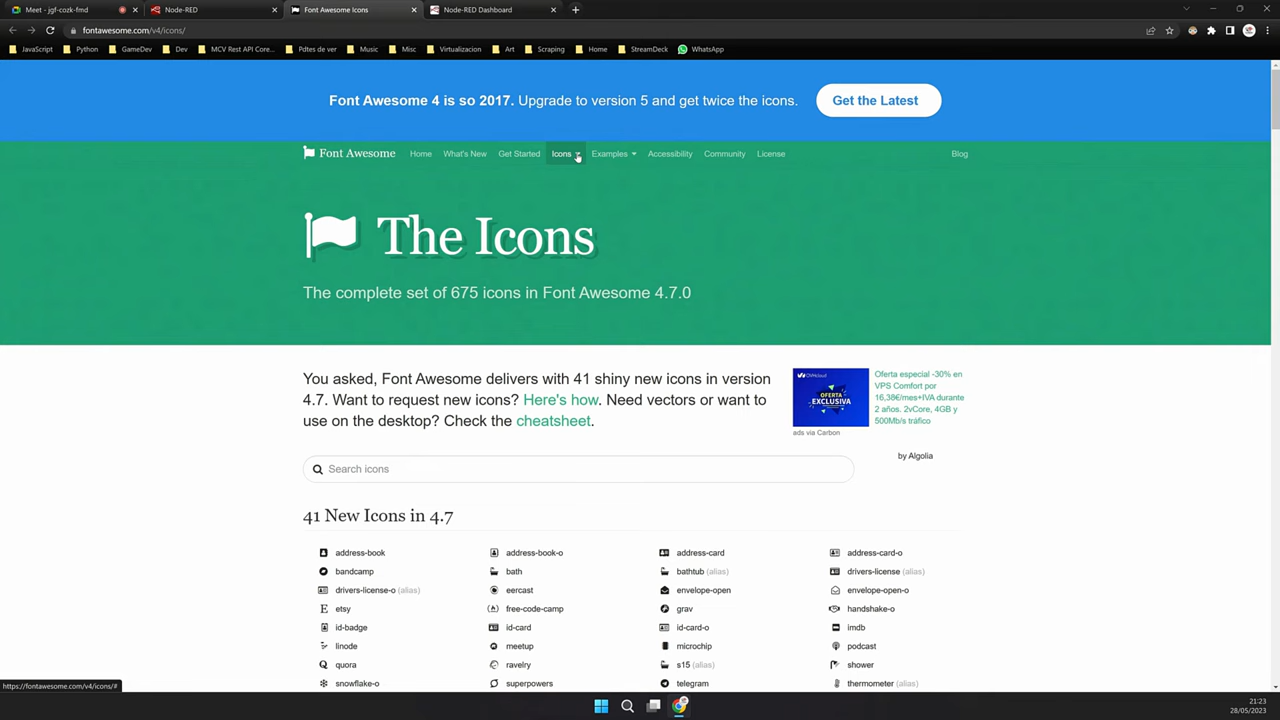 Meet - jgf-cozk-fmd
Node-RED
Font Awesome Icons
Node-RED Dashboard
fontawesome.com/v4/icons/
JavaScript
Python
GameDev
Dev
MCV Rest API Core...
Pdtes de ver
Music
Misc
Virtualizacion
Art
Scraping
Home
StreamDeck
WhatsApp
Font Awesome 4 is so 2017. Upgrade to version 5 and get twice the icons.
Get the Latest
Font Awesome
Home
What's New
Get Started
Icons
Examples
Accessibility
Community
License
Blog
The Icons
The complete set of 675 icons in Font Awesome 4.7.0
You asked, Font Awesome delivers with 41 shiny new icons in version
4.7. Want to request new icons? Here's how. Need vectors or want to
use on the desktop? Check the cheatsheet.
OFERTA
EXCLUSIVA
Oferta especial -30% en
VPS Comfort por
16,38€/mes+IVA durante
2 años. 2vCore, 4GB y
500Mb/s tráfico
ads via Carbon
by Algolia
Search icons
41 New Icons in 4.7
address-book
address-book-o
address-card
address-card-o
bandcamp
bath
bathtub (alias)
drivers-license (alias)
drivers-license-o (alias)
eercast
envelope-open
envelope-open-o
etsy
free-code-camp
grav
handshake-o
id-badge
id-card
id-card-o
imdb
linode
meetup
microchip
podcast
quora
ravelry
s15 (alias)
shower
snowflake-o
superpowers
telegram
thermometer (alias)
https://fontawesome.com/v4/icons/#
21:23
28/05/2023